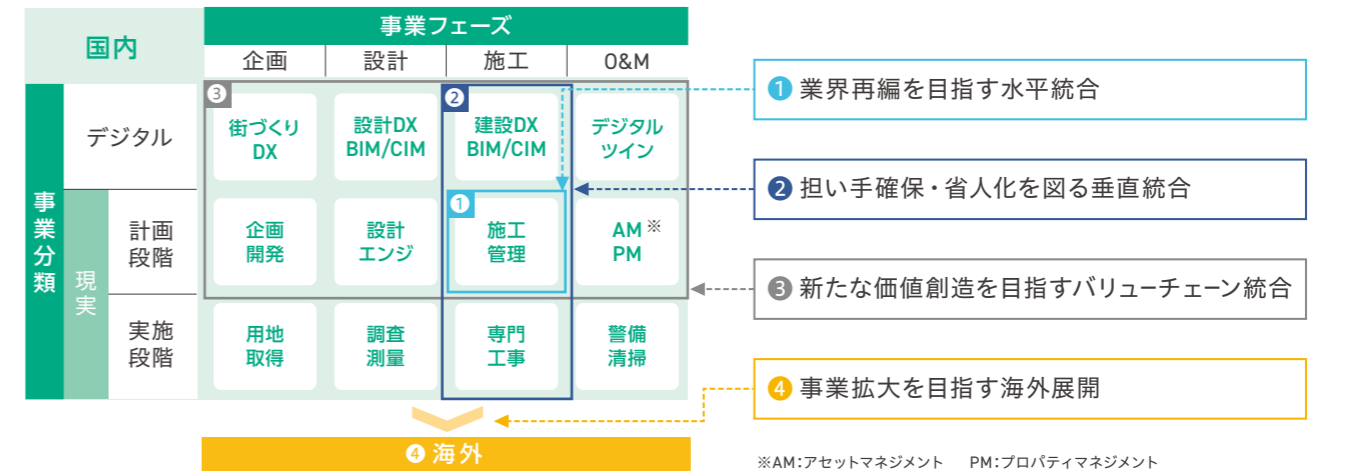 国内
事業フェーズ
企画 設計 施工 O&M
事業分類
デジタル
現実
計画
段階
実施
段階
❸
街づくり
DX
設計DX
BIM/CIM
❷
建設DX
BIM/CIM
デジタル
ツイン
企画
開発
設計
エンジ
❶
施工
管理
AM※
PM
用地
取得
調査
測量
専門
工事
警備
清掃
❹ 海外
❶ 業界再編を目指す水平統合
❷ 担い手確保・省人化を図る垂直統合
❸ 新たな価値創造を目指すバリューチェーン統合
❹ 事業拡大を目指す海外展開
※AM：アセットマネジメント PM：プロパティマネジメント